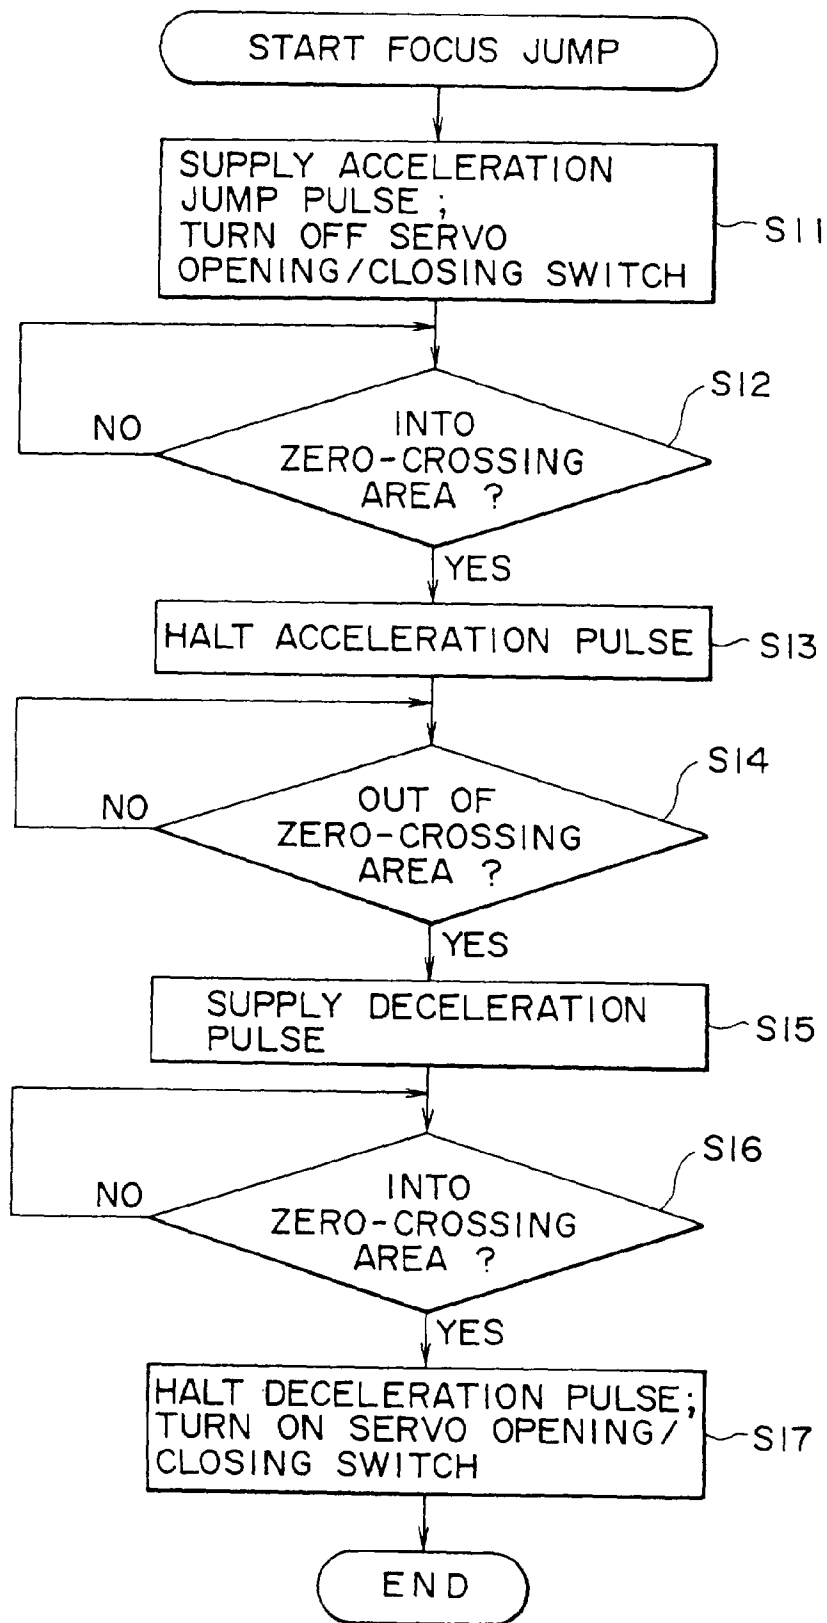 START FOCUS JUMP
SUPPLY ACCELERATION
JUMP PULSE ;
TURN OFF SERVO
OPENING/CLOSING SWITCH
S11
S12
INTO
ZERO-CROSSING
AREA ?
NO
YES
HALT ACCELERATION PULSE
S13
S14
OUT OF
ZERO-CROSSING
AREA ?
NO
YES
SUPPLY DECELERATION
PULSE
S15
S16
INTO
ZERO-CROSSING
AREA ?
NO
YES
HALT DECELERATION PULSE;
TURN ON SERVO OPENING/
CLOSING SWITCH
S17
END